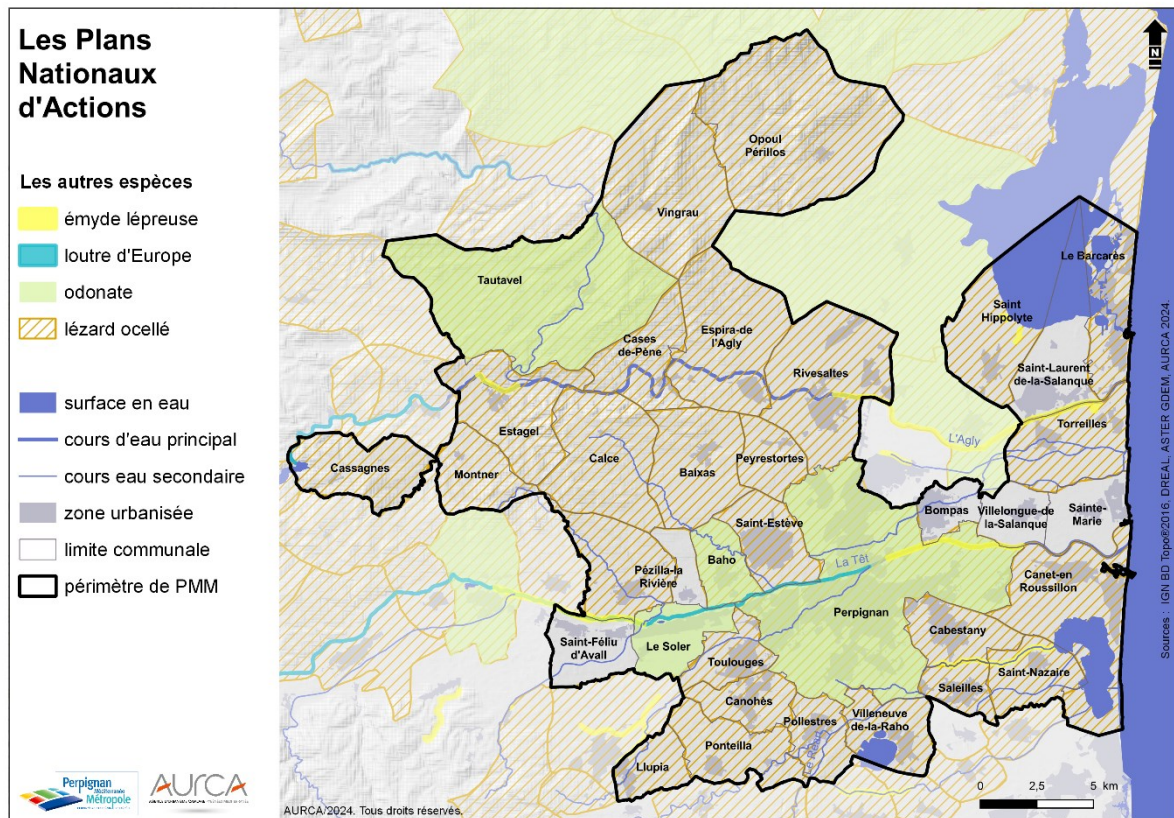 Les Plans
Nationaux
d'Actions
Les autres espèces
émyde lépreuse
loutre d'Europe
odonate
lézard ocellé
surface en eau
cours d'eau principal
cours eau secondaire
zone urbanisée
limite communale
périmètre de PMM
Perpignan
Méditerranée
Métropole
AURCA
N
Opoul
Périllos
Vingrau
Tautavel
Le Barcarès
Saint
Hippolyte
Cases
de-Pène
Espira-de
l'Agly
Rivesaltes
Saint-Laurent
de-la-Salanque
Torreilles
L'Agly
Estagel
Cassagnes
Montner
Calce
Baixas
Peyrestortes
Bompas
Villelongue-de
la-Salanque
Sainte-
Marie
Saint-Estève
Baho
La Têt
Pézilla-la
Rivière
Canet-en
Roussillon
Perpignan
Cabestany
Saint-Féliu
d'Avall
Le Soler
Toulouges
Saint-Nazaire
Saleilles
Canohès
Pollestres
Villeneuve
de-la-Raho
Ponteilla
Le Réart
Llupia
0 2,5 5 km
AURCA/2024. Tous droits réservés.
Sources : IGN BD Topo®2016, DREAL, ASTER GDEM, AURCA 2024.